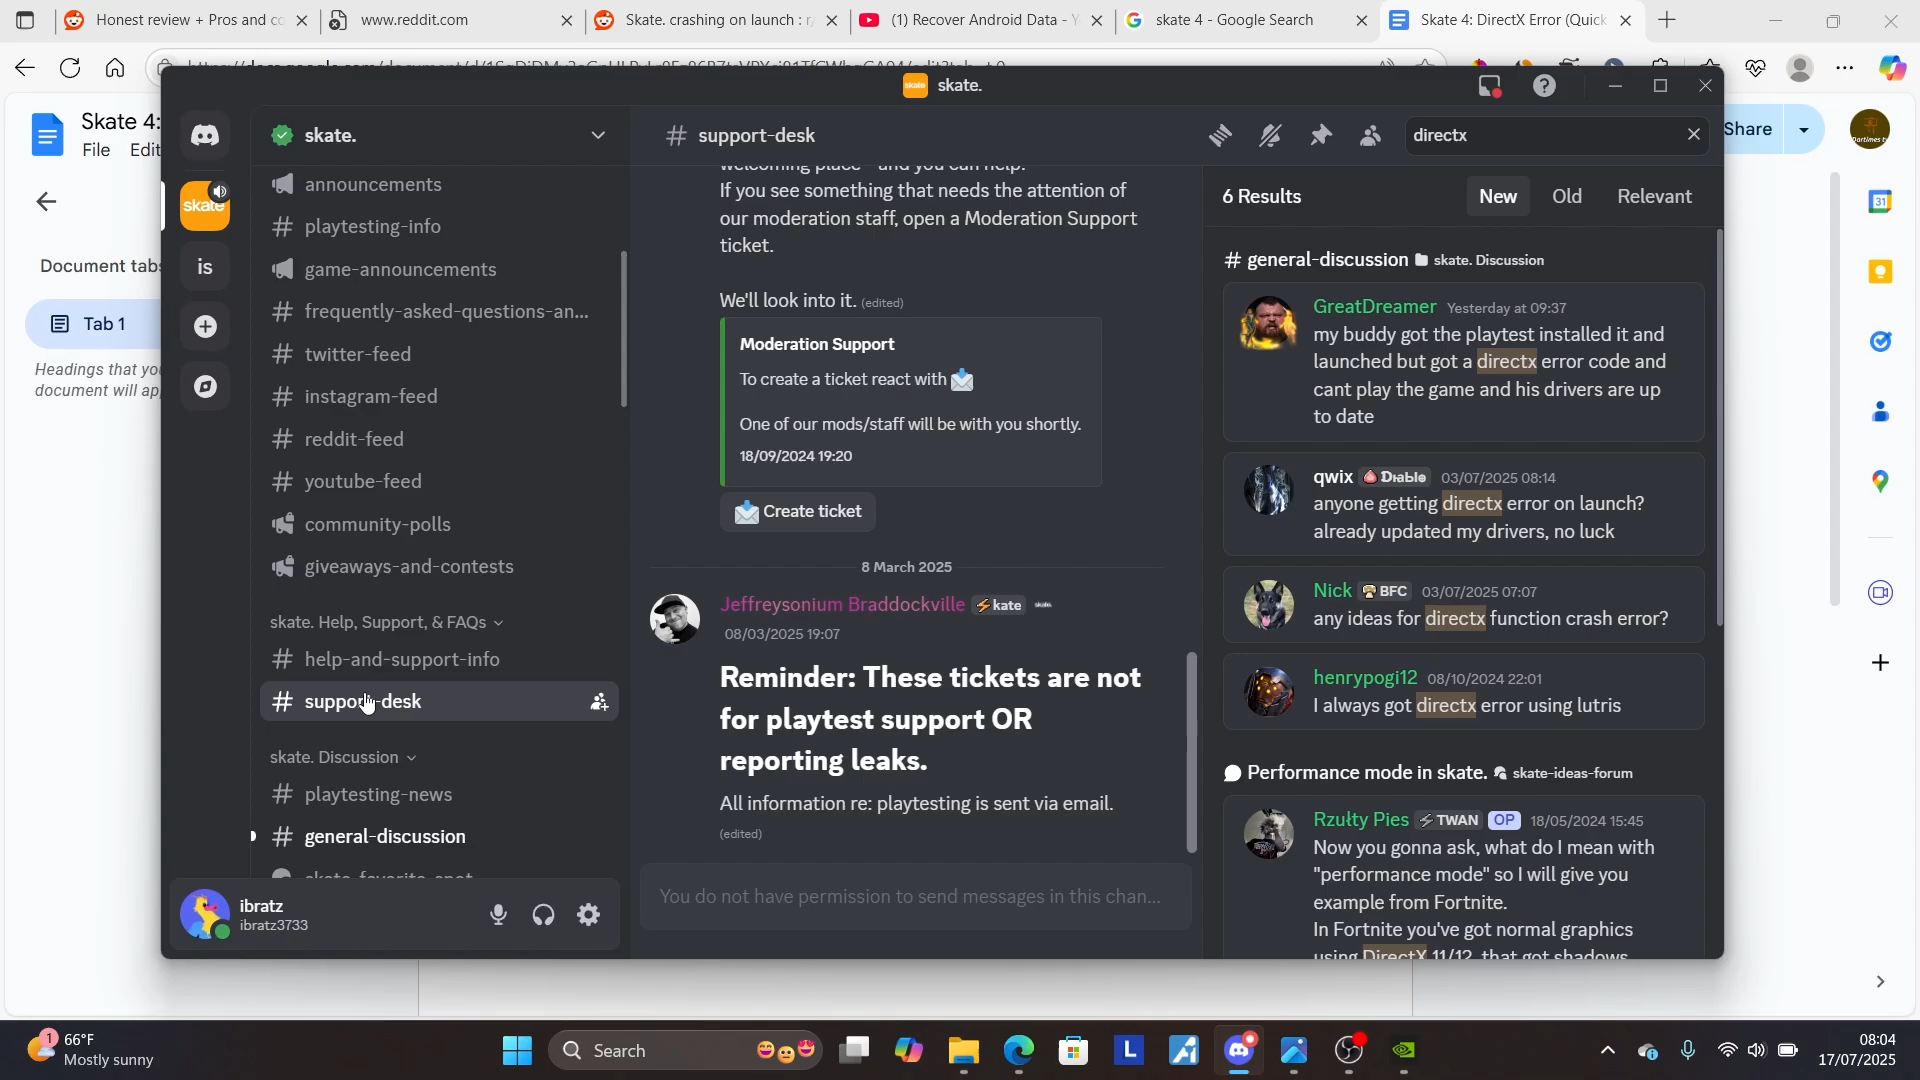 Honest review + Pros and co
www.reddit.com
Skate. crashing on launch : r/
(1) Recover Android Data - Y
skate 4 - Google Search
Skate 4: DirectX Error (Quick
skate.
Skate 4:
File Edit
Share
Document tabs
Tab 1
Headings that you
document will app
skate
is
skate.
announcements
playtesting-info
game-announcements
frequently-asked-questions-an...
twitter-feed
instagram-feed
reddit-feed
youtube-feed
community-polls
giveaways-and-contests
skate. Help, Support, & FAQs
help-and-support-info
support-desk
skate. Discussion
playtesting-news
general-discussion
ibratz
ibratz3733
# support-desk
If you see something that needs the attention of
our moderation staff, open a Moderation Support
ticket.
We'll look into it. (edited)
Moderation Support
To create a ticket react with
One of our mods/staff will be with you shortly.
18/09/2024 19:20
Create ticket
8 March 2025
Jeffreysonium Braddockville kate
08/03/2025 19:07
Reminder: These tickets are not
for playtest support OR
reporting leaks.
All information re: playtesting is sent via email.
(edited)
You do not have permission to send messages in this chan...
directx
6 Results
New
Old
Relevant
# general-discussion skate. Discussion
GreatDreamer Yesterday at 09:37
my buddy got the playtest installed it and
launched but got a directx error code and
cant play the game and his drivers are up
to date
qwix Diable 03/07/2025 08:14
anyone getting directx error on launch?
already updated my drivers, no luck
Nick BFC 03/07/2025 07:07
any ideas for directx function crash error?
henrypogi12 08/10/2024 22:01
I always got directx error using lutris
Performance mode in skate. skate-ideas-forum
Rzułty Pies TWAN OP 18/05/2024 15:45
Now you gonna ask, what do I mean with
"performance mode" so I will give you
example from Fortnite.
In Fortnite you've got normal graphics
using DirectX 11/12, that got shadows
31
1
66°F
Mostly sunny
Search
L
08:04
17/07/2025